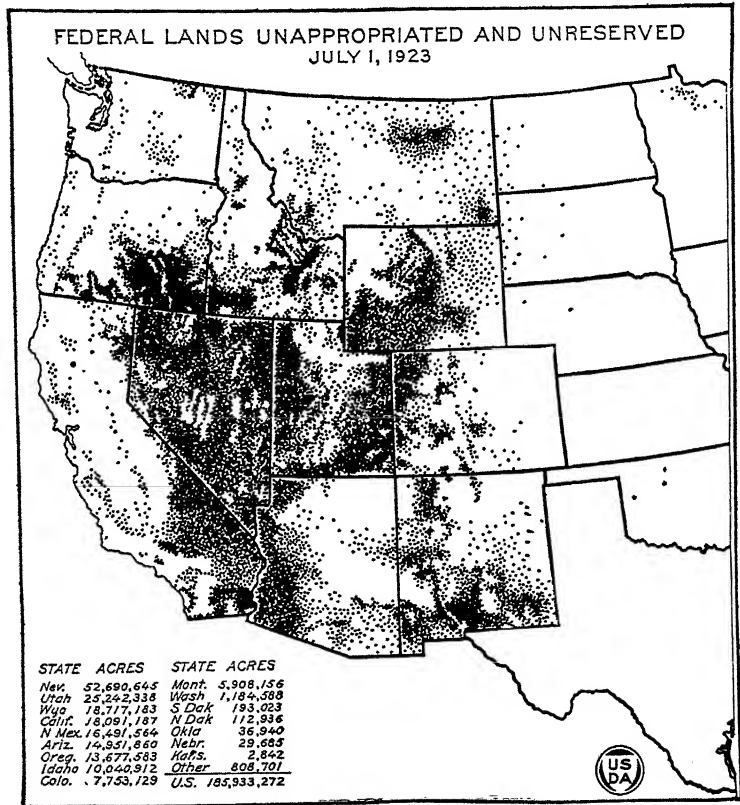 FEDERAL LANDS UNAPPROPRIATED AND UNRESERVED
JULY 1, 1923
STATE ACRES STATE ACRES
Nev. 52,690,645 Mont. 5,908,156
Utah 25,242,338 Wash 1,184,588
Wyo 18,717,183 S Dak 193,023
Calif. 18,091,187 N Dak 112,936
N Mex. 16,491,564 Okla 36,940
Ariz. 14,951,860 Nebr. 29,685
Oreg. 13,677,583 Kans. 2,842
Idaho 10,040,912 Other 808,701
Colo. 7,753,129 U.S. 185,933,272
US
DA